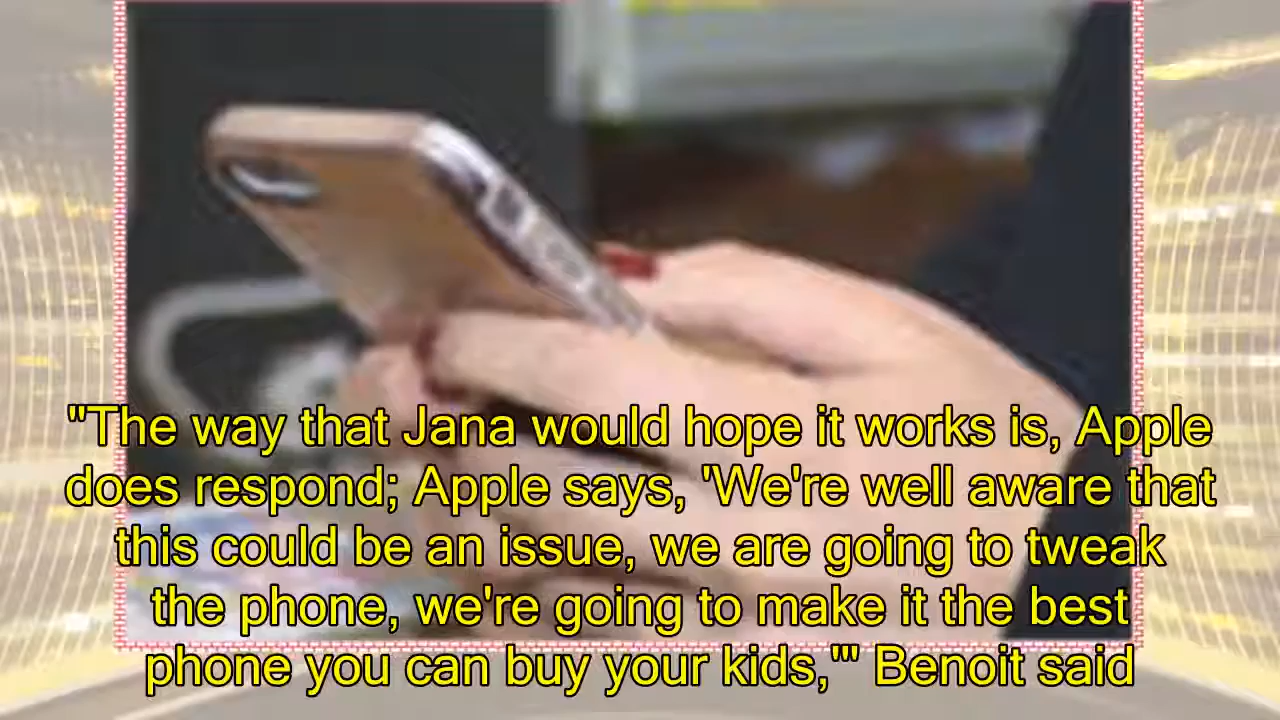 "The way that Jana would hope it works is, Apple
does respond; Apple says, 'We're well aware that
this could be an issue, we are going to tweak
the phone, we're going to make it the best
phone you can buy your kids,'" Benoit said